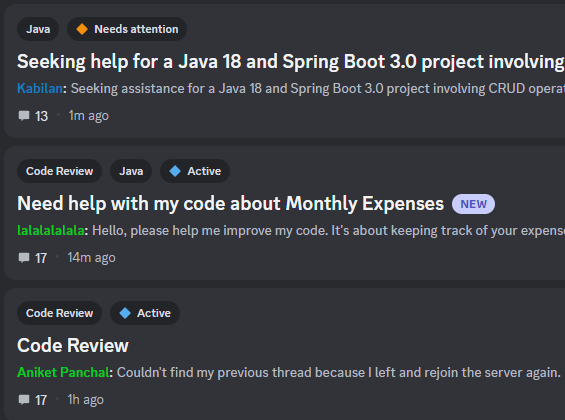 Java Needs attention
Seeking help for a Java 18 and Spring Boot 3.0 project involving
Kabilan: Seeking assistance for a Java 18 and Spring Boot 3.0 project involving CRUD operat
13 · 1m ago
Code Review Java Active
Need help with my code about Monthly Expenses NEW
lalalalalala: Hello, please help me improve my code. It's about keeping track of your expens
17 · 14m ago
Code Review Active
Code Review
Aniket Panchal: Couldn't find my previous thread because I left and rejoin the server again.
17 · 1h ago